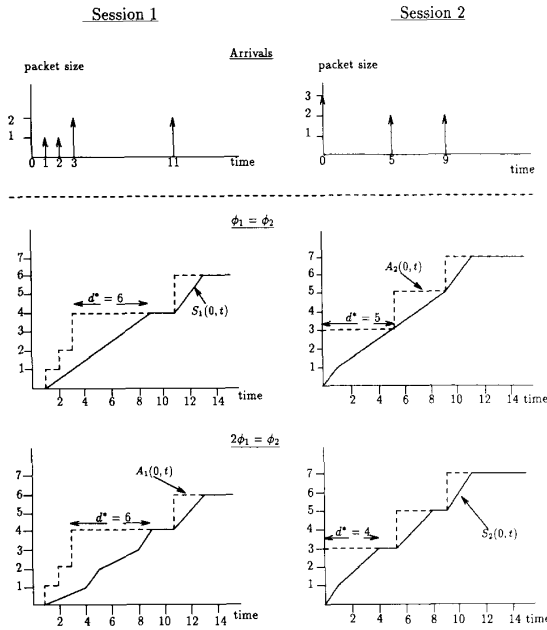 Session 1
Session 2
Arrivals
packet size
packet size
2
1
0 1 2 3 11 time
3
2
1
0 5 9 time
ϕ₁ = ϕ₂
7
6
5
4
3
2
1
d* = 6
S₁(0,t)
2 4 6 8 10 12 14
time
7
6
5
4
3
2
1
0
A₂(0,t)
d* = 5
2 4 6 8 10 12 14 time
2ϕ₁ = ϕ₂
7
6
5
4
3
2
1
A₁(0,t)
d* = 6
2 4 6 8 10 12 14 time
7
6
5
4
3
2
1
0
d* = 4
S₂(0,t)
2 4 6 8 10 12 14 time